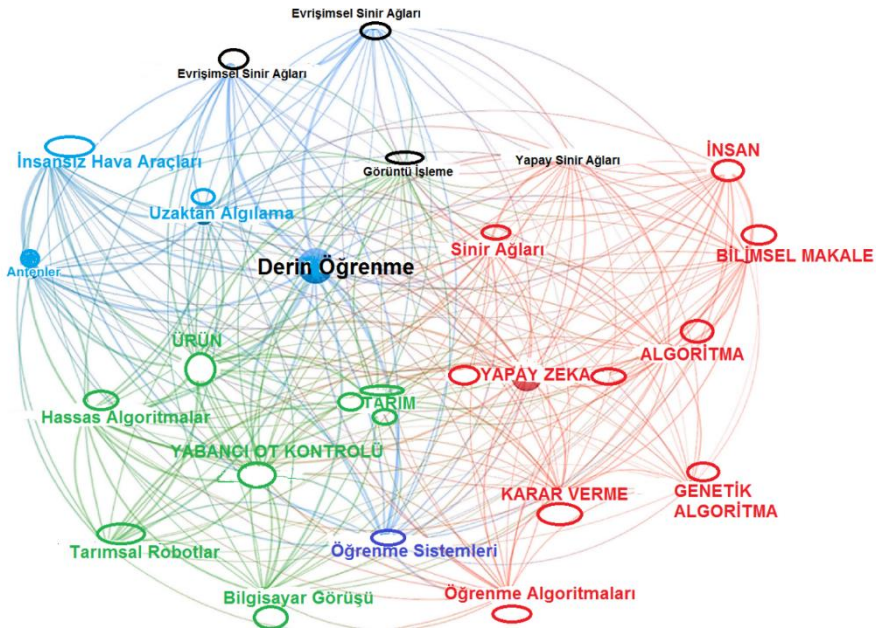 Evrişimsel Sinir Ağları
Evrişimsel Sinir Ağları
İnsansız Hava Araçları
Görüntü İşleme
Yapay Sinir Ağları
İNSAN
Uzaktan Algılama
Sinir Ağları
BİLİMSEL MAKALE
Antenler
Derin Öğrenme
ÜRÜN
ALGORİTMA
YAPAY ZEKA
Hassas Algoritmalar
TARIM
YABANCI OT KONTROLÜ
KARAR VERME
GENETİK
ALGORİTMA
Tarımsal Robotlar
Öğrenme Sistemleri
Bilgisayar Görüşü
Öğrenme Algoritmaları